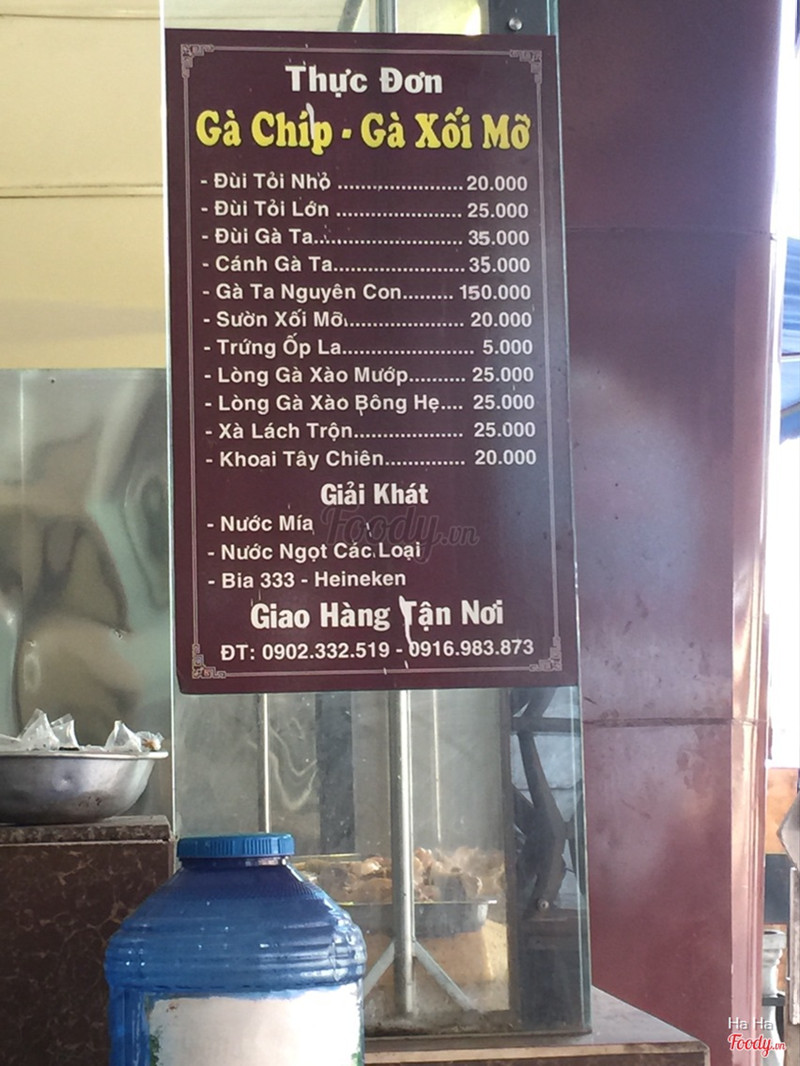 Thực Đơn
Gà Chíp - Gà Xối Mỡ
- Đùi Tỏi Nhỏ ...................... 20.000
- Đùi Tỏi Lớn ...................... 25.000
- Đùi Gà Ta......................... 35.000
- Cánh Gà Ta...................... 35.000
- Gà Ta Nguyên Con......... 150.000
- Sườn Xối Mỡ..................... 20.000
- Trứng Ốp La....................... 5.000
- Lòng Gà Xào Mướp.......... 25.000
- Lòng Gà Xào Bông Hẹ.... 25.000
- Xà Lách Trộn................... 25.000
- Khoai Tây Chiên.............. 20.000
Giải Khát
- Nước Mía
Foody.vn
- Nước Ngọt Các Loại
- Bia 333 - Heineken
Giao Hàng Tận Nơi
ĐT: 0902.332.519 - 0916.983.873
Ha Ha
Foody.vn